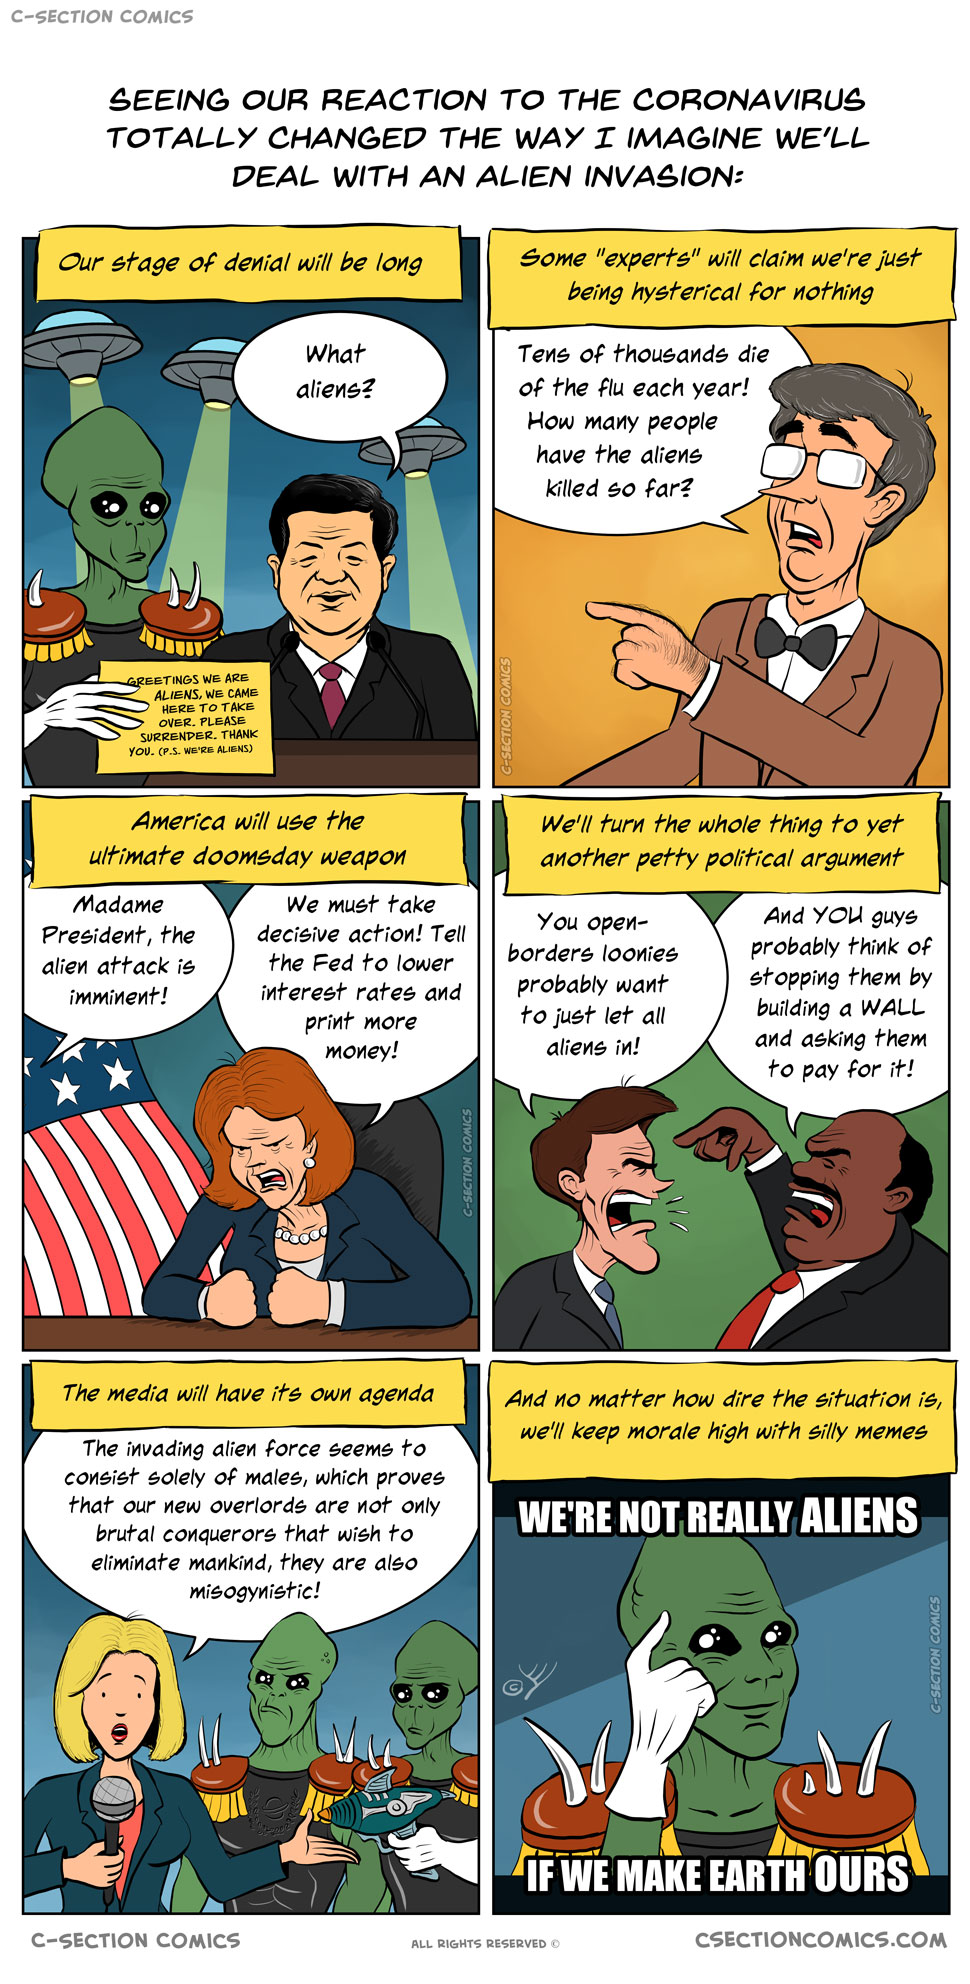 C-SECTION COMICS
SEEING OUR REACTION TO THE CORONAVIRUS
TOTALLY CHANGED THE WAY I IMAGINE WE'LL
DEAL WITH AN ALIEN INVASION:
Our stage of denial will be long
What
aliens?
GREETINGS WE ARE
ALIENS, WE CAME
HERE TO TAKE
OVER. PLEASE
SURRENDER. THANK
YOU. (P.S. WE'RE ALIENS)
Some "experts" will claim we're just
being hysterical for nothing
Tens of thousands die
of the flu each year!
How many people
have the aliens
killed so far?
C-SECTION COMICS
America will use the
ultimate doomsday weapon
Madame
President, the
alien attack is
imminent!
We must take
decisive action! Tell
the Fed to lower
interest rates and
print more
money!
C-SECTION COMICS
We'll turn the whole thing to yet
another petty political argument
You open-
borders loonies
probably want
to just let all
aliens in!
And YOU guys
probably think of
stopping them by
building a WALL
and asking them
to pay for it!
The media will have its own agenda
The invading alien force seems to
consist solely of males, which proves
that our new overlords are not only
brutal conquerors that wish to
eliminate mankind, they are also
misogynistic!
And no matter how dire the situation is,
we'll keep morale high with silly memes
WE'RE NOT REALLY ALIENS
©
C-SECTION COMICS
IF WE MAKE EARTH OURS
C-SECTION COMICS
ALL RIGHTS RESERVED ©
CSECTIONCOMICS.COM